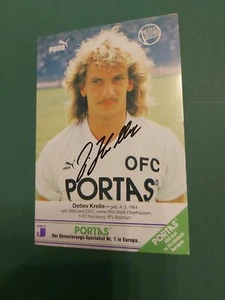 PUMA
OFC
PORTAS
Detlev Krella – geb. 4. 3. 1964
seit 1989 beim OFC, vorher Rot-Weiß Oberhausen,
1. FC Nürnberg, VfL Bochum
PORTAS®
Der Renovierungs-Spezialist Nr. 1 in Europa.
PORTAS®